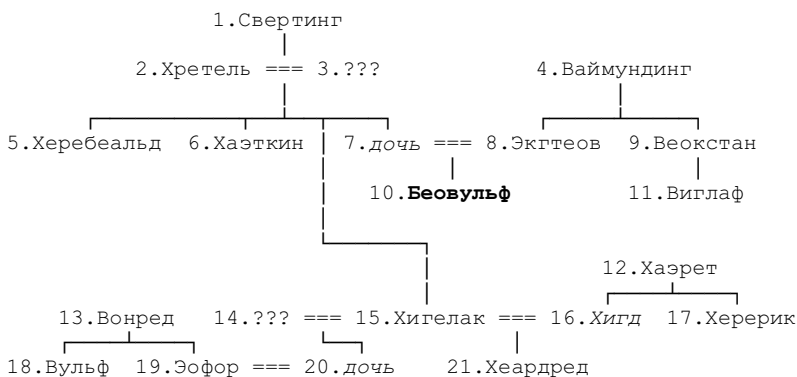 1.Свертинг
2.Хретель === 3.??? 4.Ваймундинг
5.Херебеальд 6.Хаэткин 7.дочь === 8.Экгтеов 9.Веокстан
10.Беовульф 11.Виглаф
12.Хаэрет
13.Вонред 14.??? === 15.Хигелак === 16.Хигд 17.Херерик
18.Вульф 19.Эофор === 20.дочь 21.Хеардред